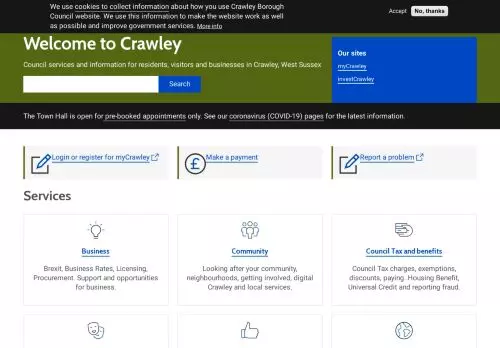 We use cookies to collect information about how you use Crawley Borough
Council website. We use this information to make the website work as well
as possible and improve government services. More info
Accept
No, thanks
Welcome to Crawley
Council services and information for residents, visitors and businesses in Crawley, West Sussex
Search
Our sites
myCrawley
investCrawley
The Town Hall is open for pre-booked appointments only. See our coronavirus (COVID-19) pages for the latest information.
Login or register for myCrawley
£ Make a payment
Report a problem
Services
Business
Brexit, Business Rates, Licensing,
Procurement. Support and opportunities
for business.
Community
Looking after your community,
neighbourhoods, getting involved, digital
Crawley and local services.
Council Tax and benefits
Council Tax charges, exemptions,
discounts, paying. Housing Benefit,
Universal Credit and reporting fraud.